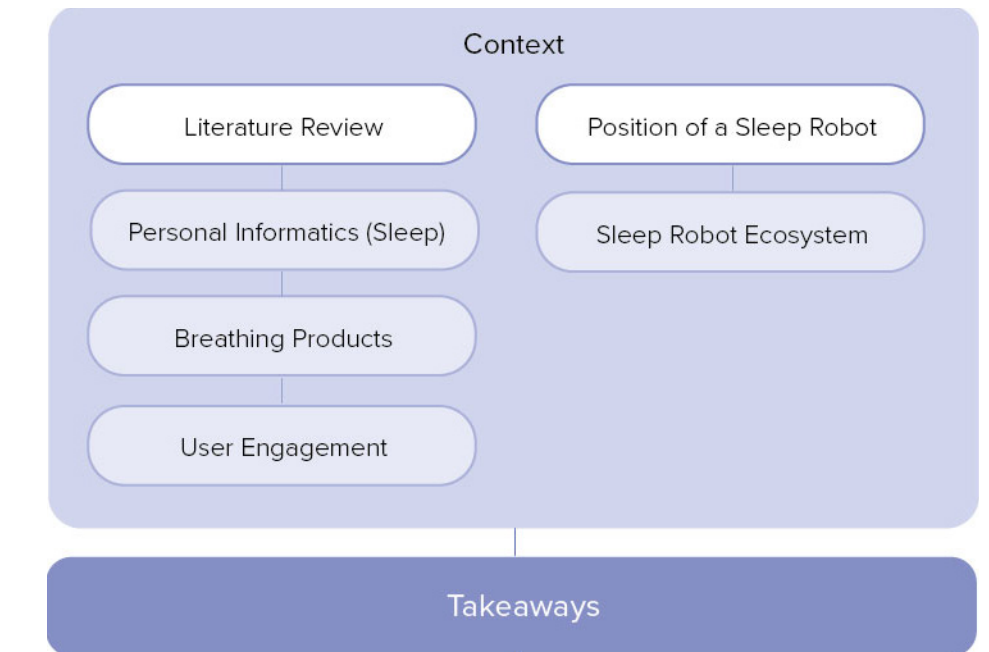 Context
Literature Review
Personal Informatics (Sleep)
Breathing Products
User Engagement
Position of a Sleep Robot
Sleep Robot Ecosystem
Takeaways